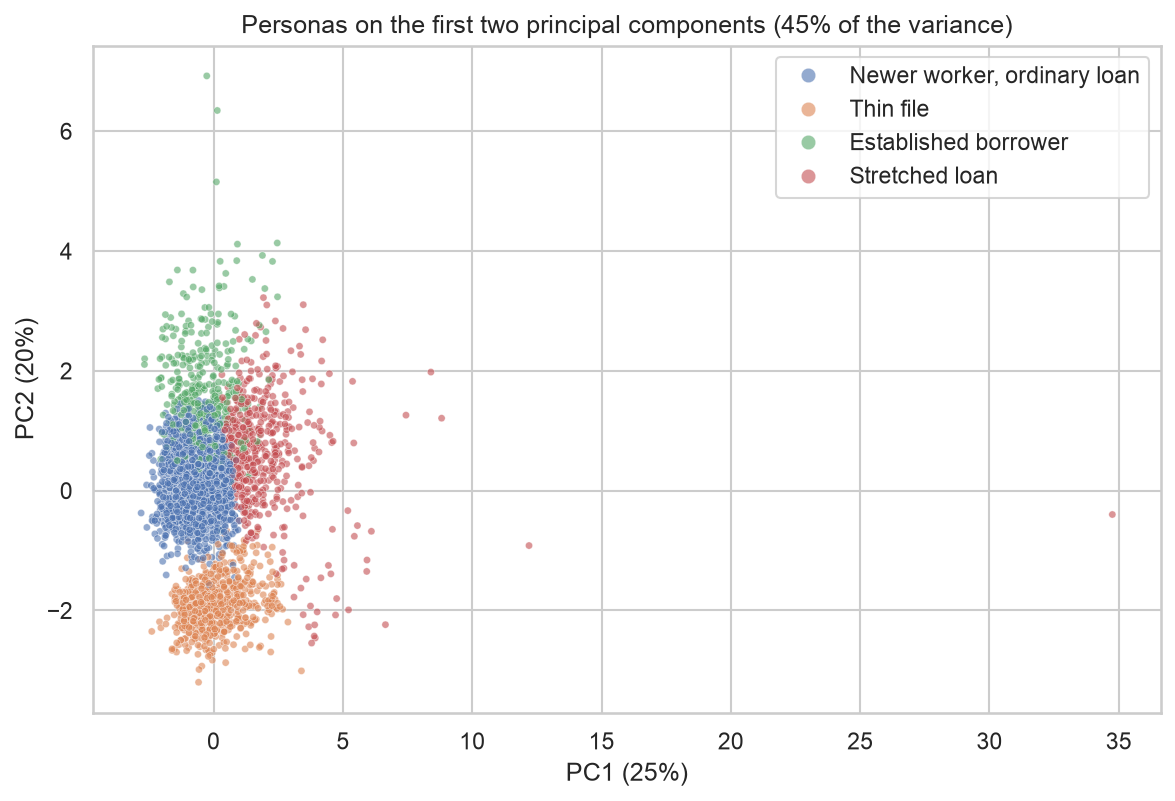 Personas on the first two principal components (45% of the variance)
Newer worker, ordinary loan
Thin file
Established borrower
Stretched loan
PC2 (20%)
6
4
2
0
−2
0 5 10 15 20 25 30 35
PC1 (25%)